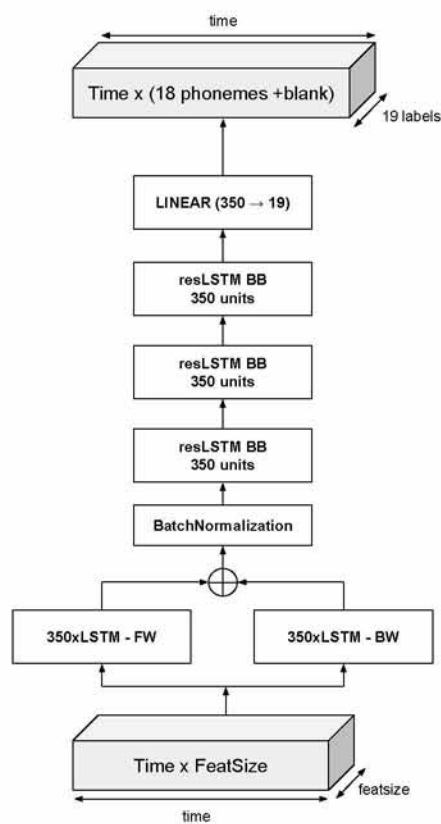 time
Time x (18 phonemes +blank)
19 labels
LINEAR (350 → 19)
resLSTM BB
350 units
resLSTM BB
350 units
resLSTM BB
350 units
BatchNormalization
350xLSTM - FW
350xLSTM - BW
Time x FeatSize
featsize
time